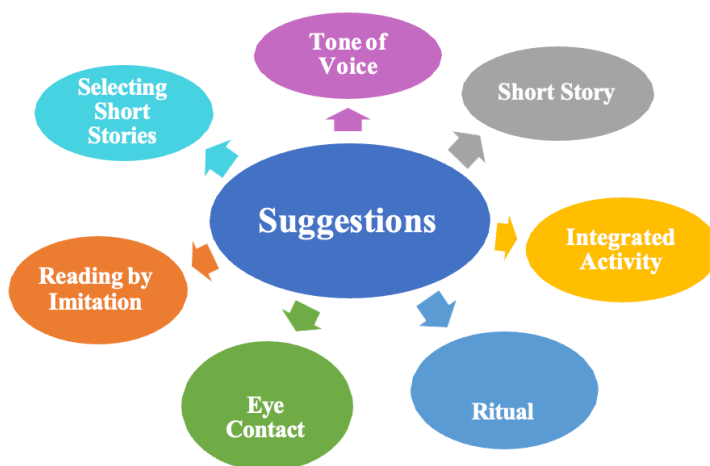 Tone of
Voice
Short Story
Integrated
Activity
Ritual
Eye
Contact
Reading by
Imitation
Selecting
Short
Stories
Suggestions